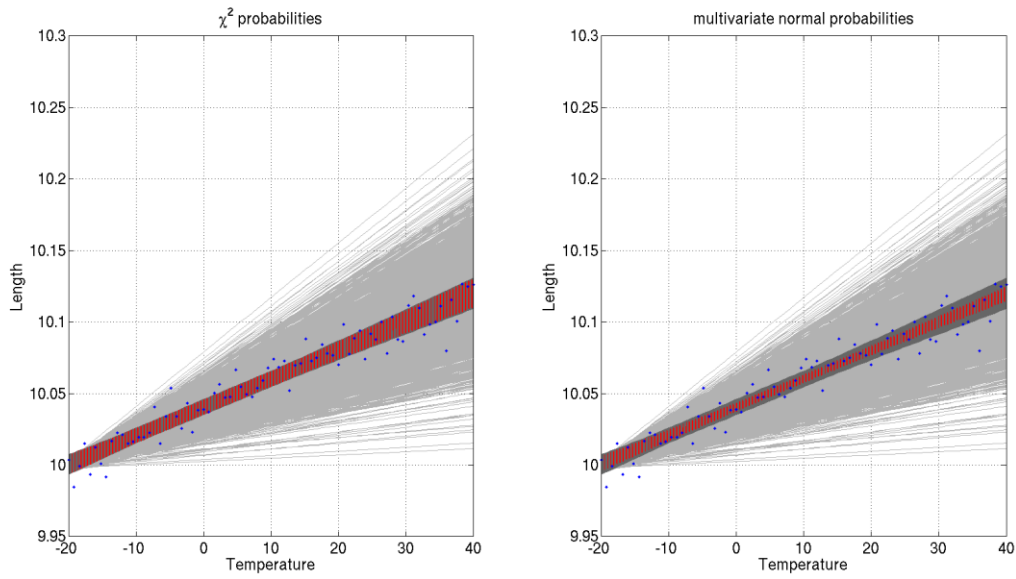 χ² probabilities
10.3
10.25
10.2
10.15
10.1
10.05
10
9.95
Length
-20 -10 0 10 20 30 40
Temperature
multivariate normal probabilities
10.3
10.25
10.2
10.15
10.1
10.05
10
9.95
Length
-20 -10 0 10 20 30 40
Temperature